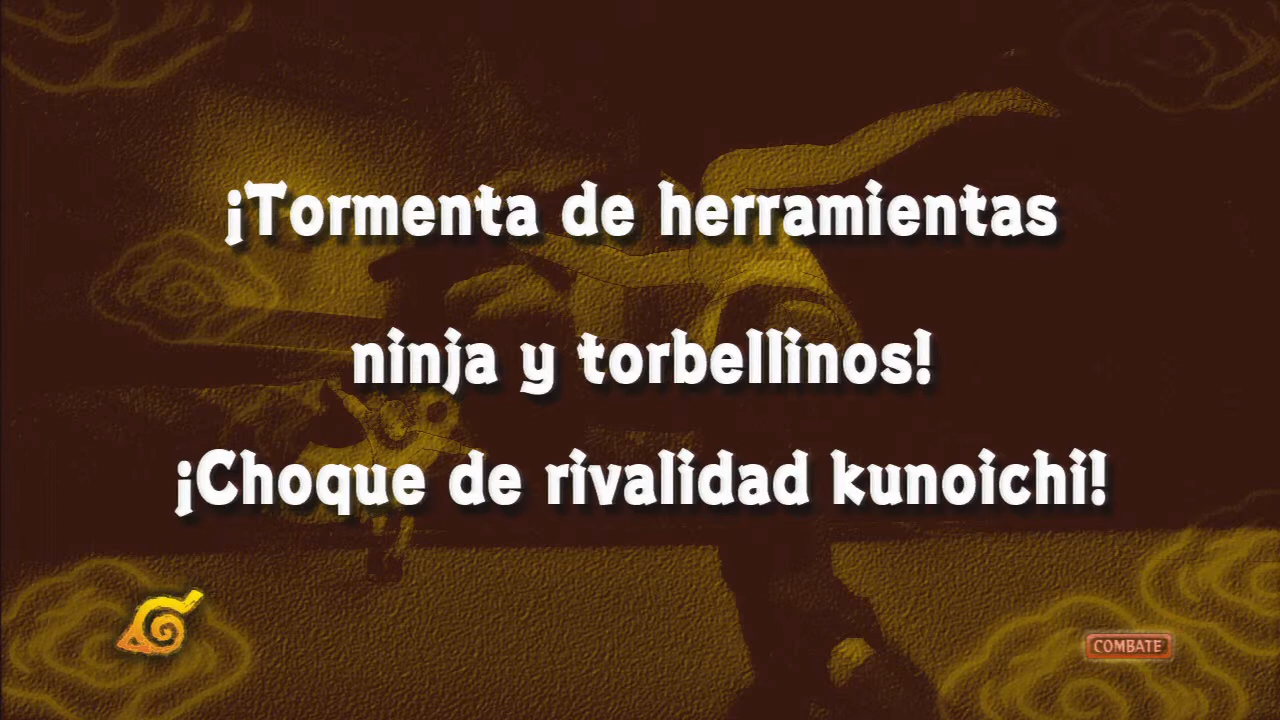 ¡Tormenta de herramientas
ninja y torbellinos!
¡Choque de rivalidad kunoichi!
COMBATE